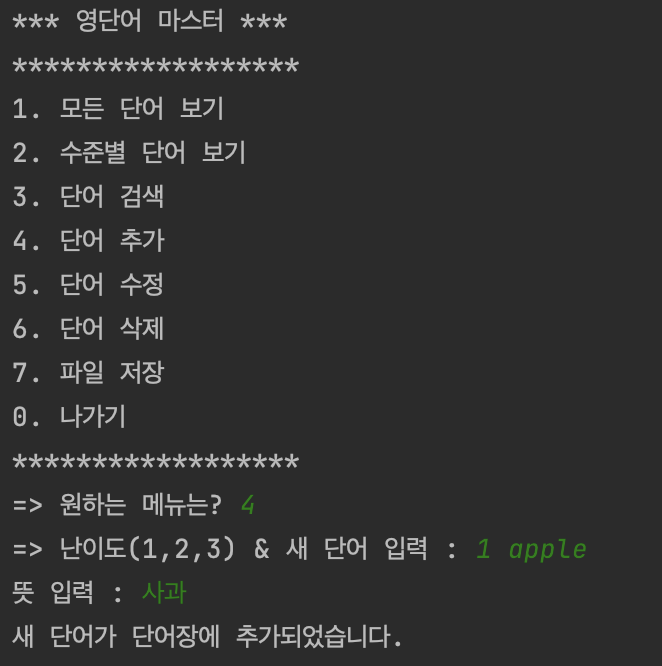 *** 영단어 마스터 ***
******************
1. 모든 단어 보기
2. 수준별 단어 보기
3. 단어 검색
4. 단어 추가
5. 단어 수정
6. 단어 삭제
7. 파일 저장
0. 나가기
******************
=> 원하는 메뉴는? 4
=> 난이도(1,2,3) & 새 단어 입력 : 1 apple
뜻 입력 : 사과
새 단어가 단어장에 추가되었습니다.